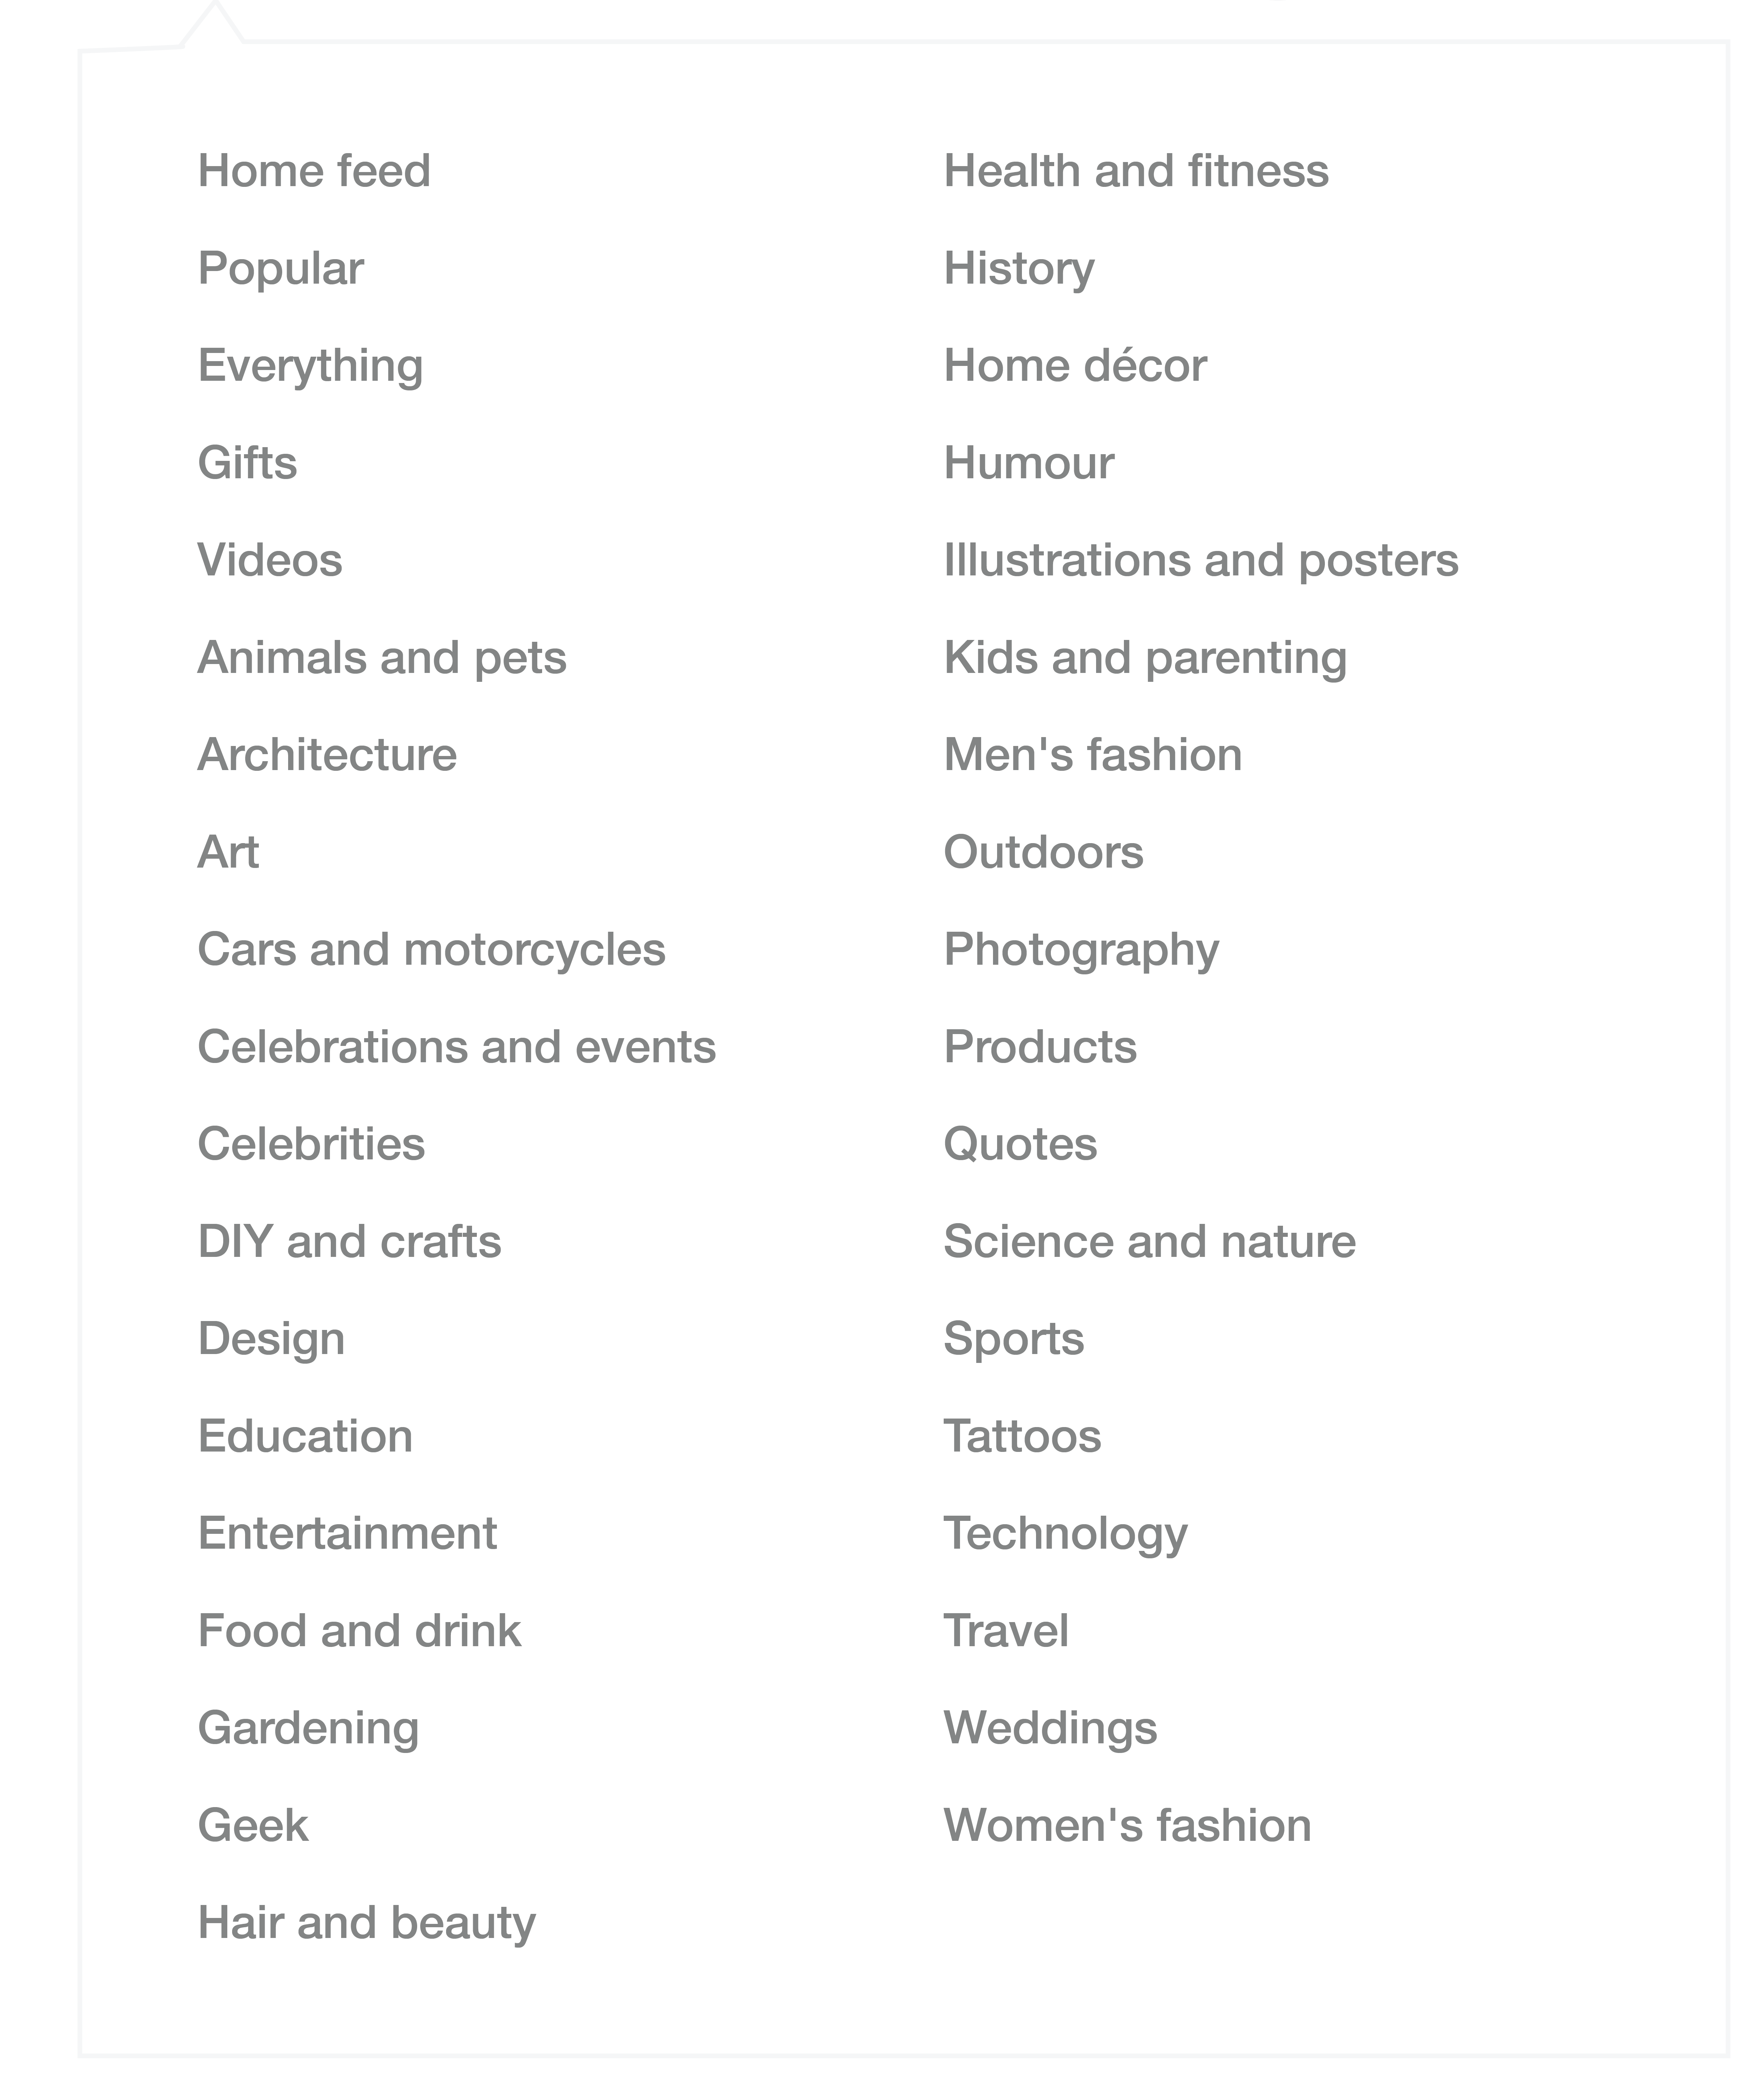 Home feed
Popular
Everything
Gifts
Videos
Animals and pets
Architecture
Art
Cars and motorcycles
Celebrations and events
Celebrities
DIY and crafts
Design
Education
Entertainment
Food and drink
Gardening
Geek
Hair and beauty
Health and fitness
History
Home décor
Humour
Illustrations and posters
Kids and parenting
Men's fashion
Outdoors
Photography
Products
Quotes
Science and nature
Sports
Tattoos
Technology
Travel
Weddings
Women's fashion